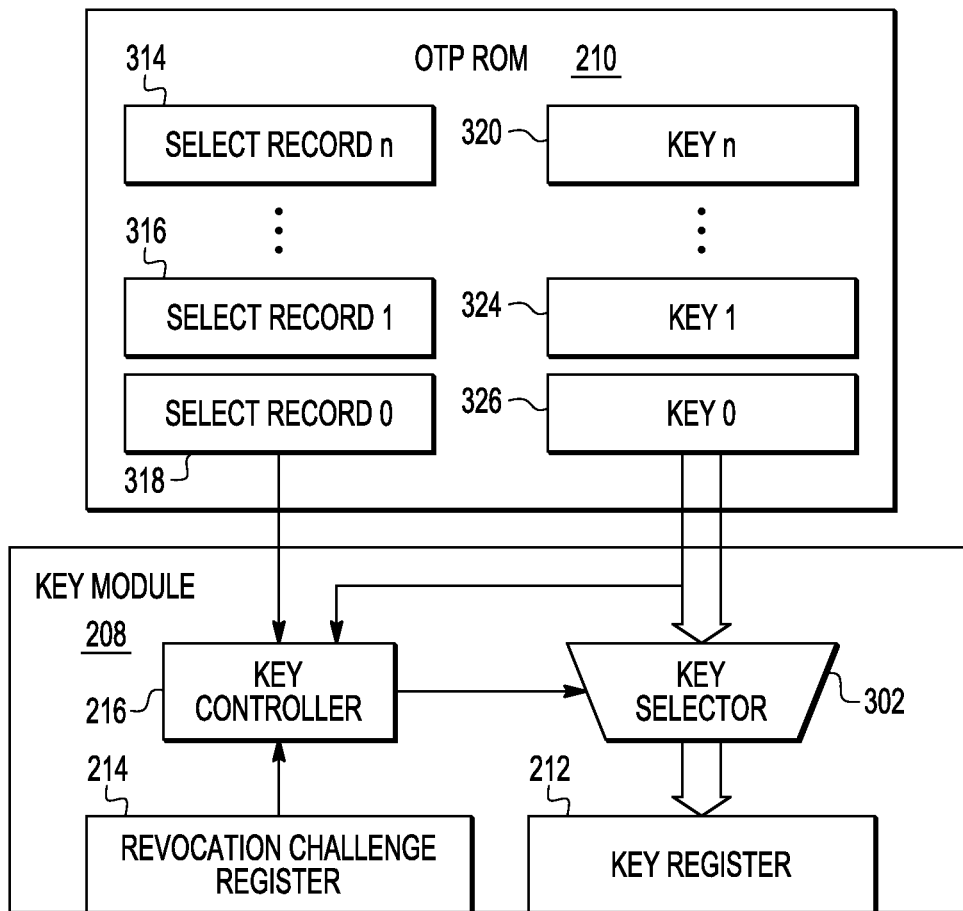 OTP ROM 210
314
SELECT RECORD n
320
KEY n
316
SELECT RECORD 1
324
KEY 1
SELECT RECORD 0
318
326
KEY 0
KEY MODULE
208
216
KEY
CONTROLLER
KEY
SELECTOR
302
214
REVOCATION CHALLENGE
REGISTER
212
KEY REGISTER